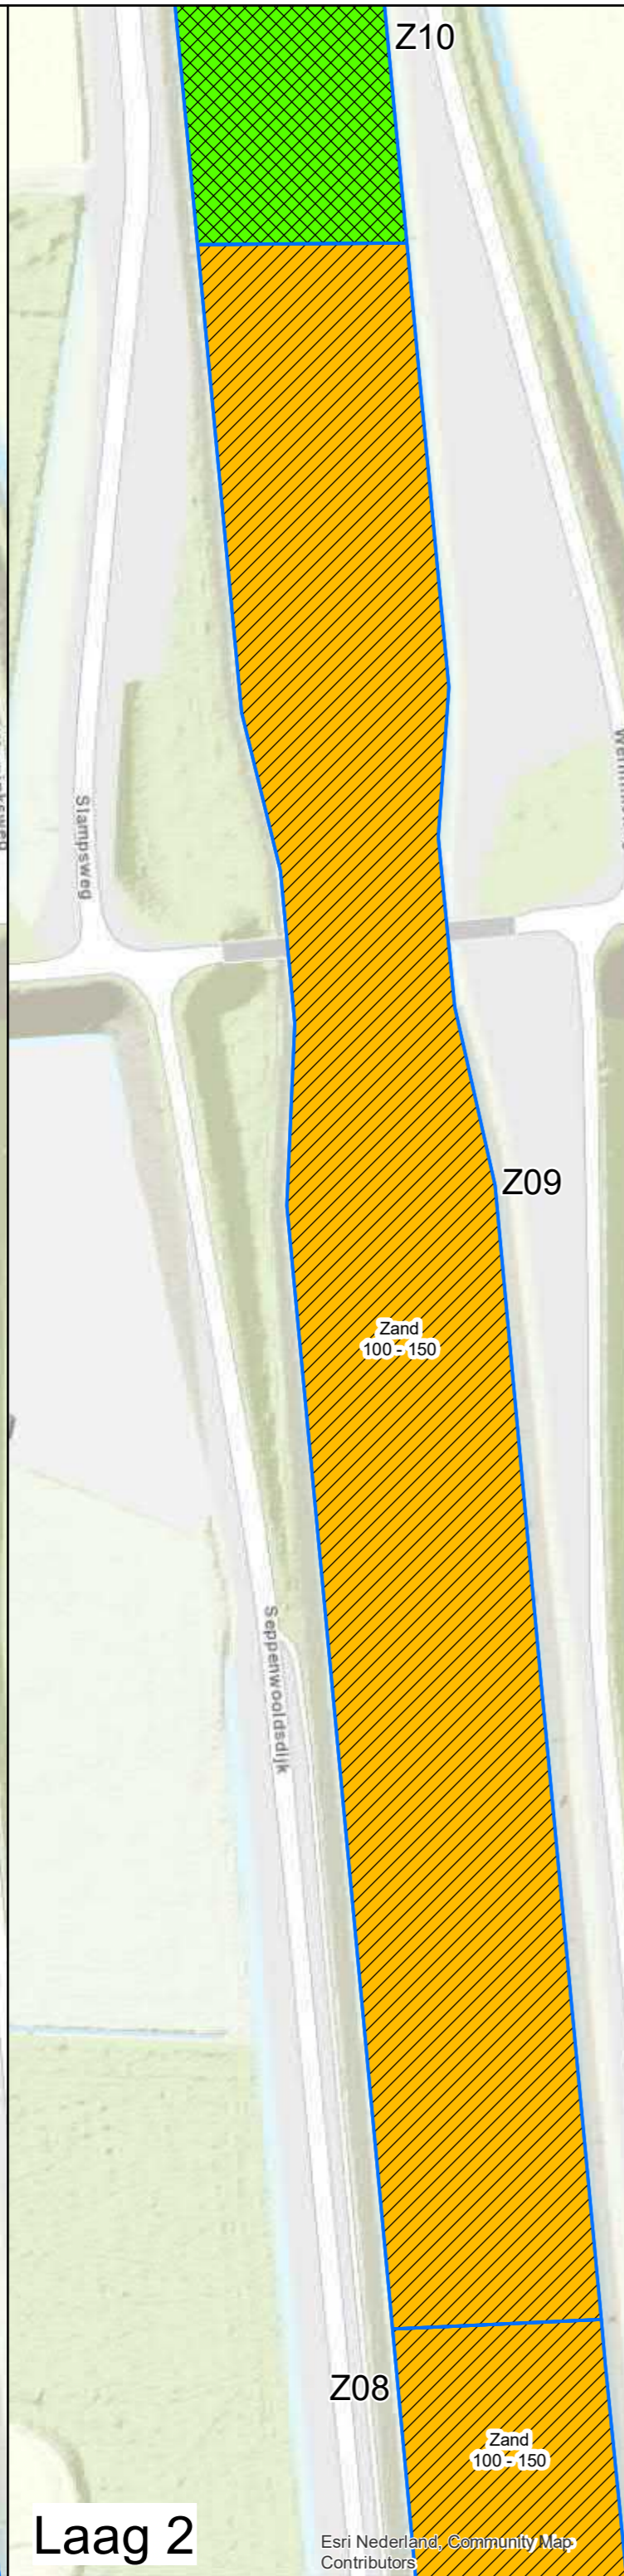 Z10
Slampsweg
Z09
Zand
100 - 150
Seppenwooldsdijk
Z08
Zand
100 - 150
Laag 2
Esri Nederland, Community Map
Contributors